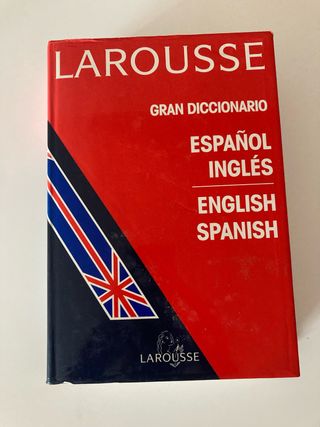 LAROUSSE
GRAN DICCIONARIO
ESPAÑOL
INGLÉS
ENGLISH
SPANISH
LAROUSSE